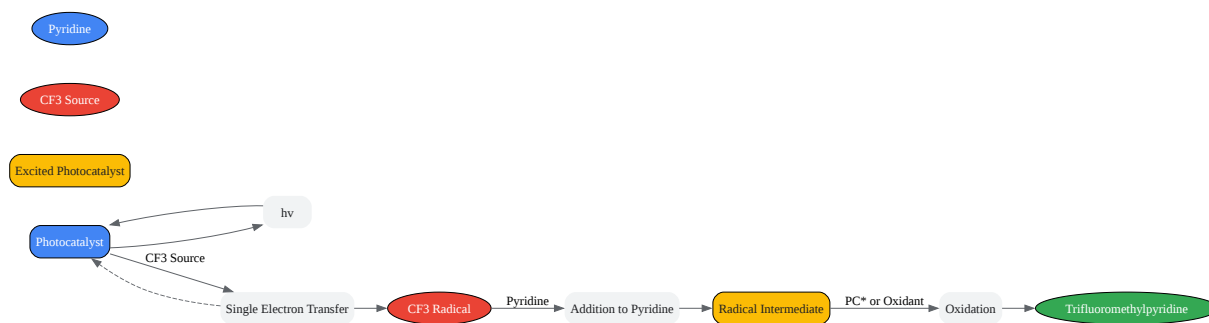 Pyridine
CF3 Source
Excited Photocatalyst
hv
Photocatalyst
CF3 Source
Single Electron Transfer
CF3 Radical
Pyridine
Addition to Pyridine
Radical Intermediate
PC* or Oxidant
Oxidation
Trifluoromethylpyridine